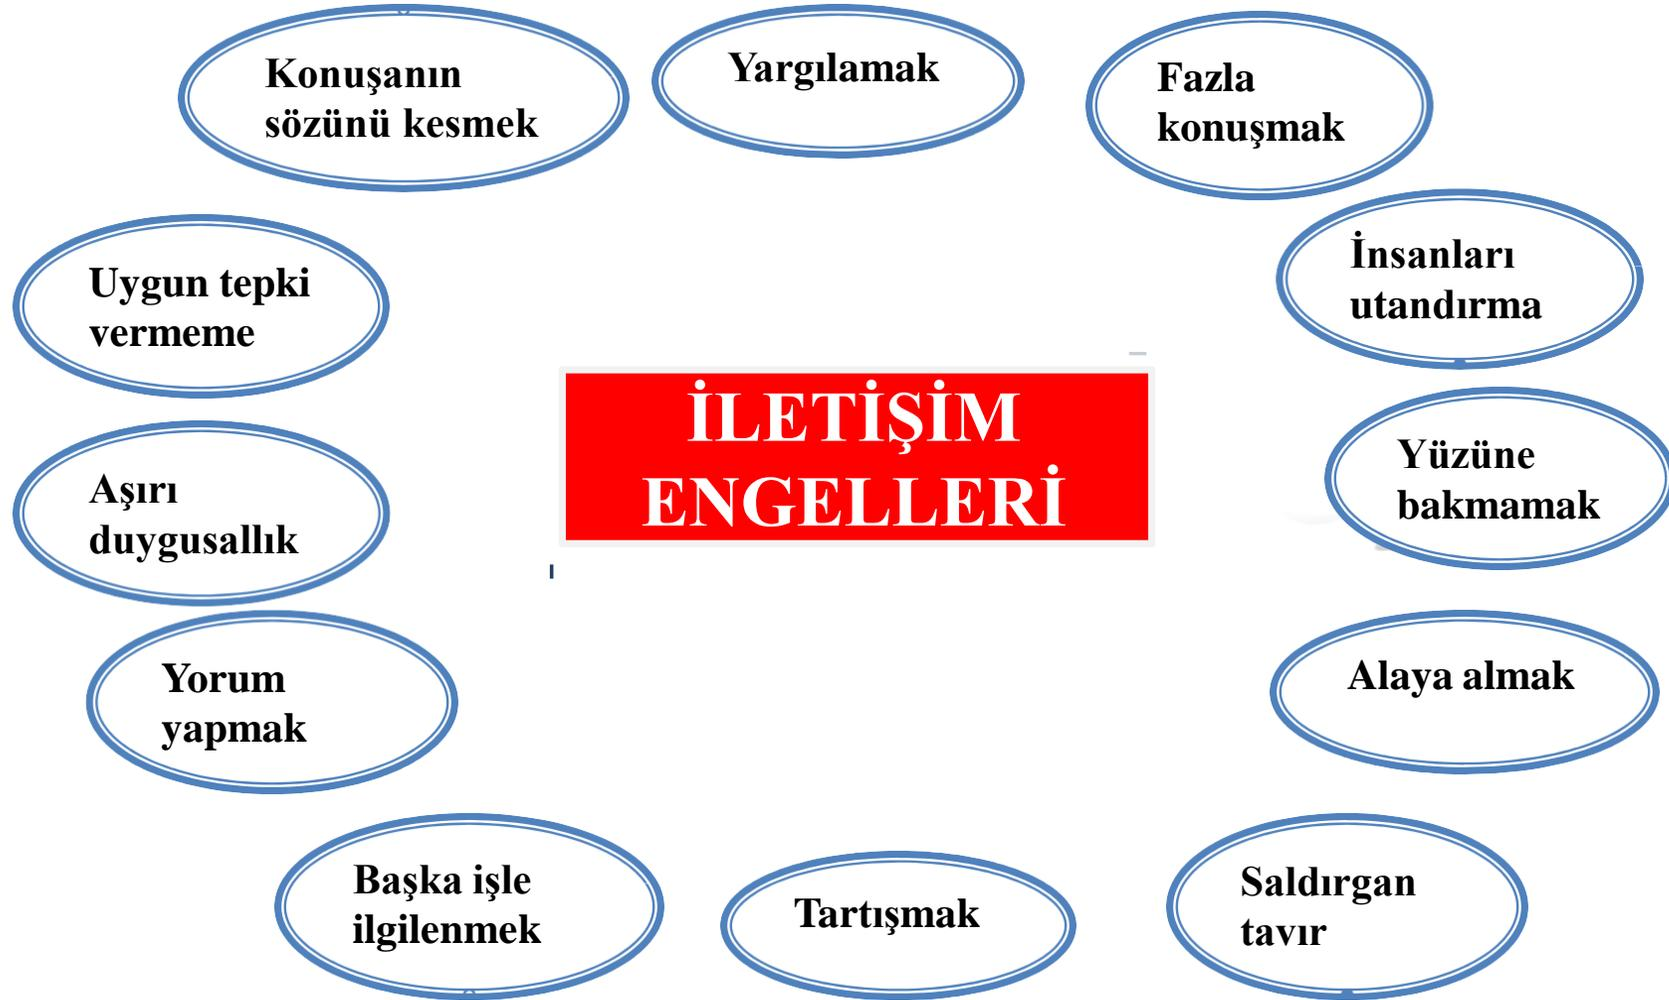 Konuşanın
sözünü kesmek
Yargılamak
Fazla
konuşmak
Uygun tepki
vermeme
İnsanları
utandırma
İLETİŞİM
ENGELLERİ
Aşırı
duygusallık
Yüzüne
bakmamak
Yorum
yapmak
Alaya almak
Başka işle
ilgilenmek
Tartışmak
Saldırgan
tavır